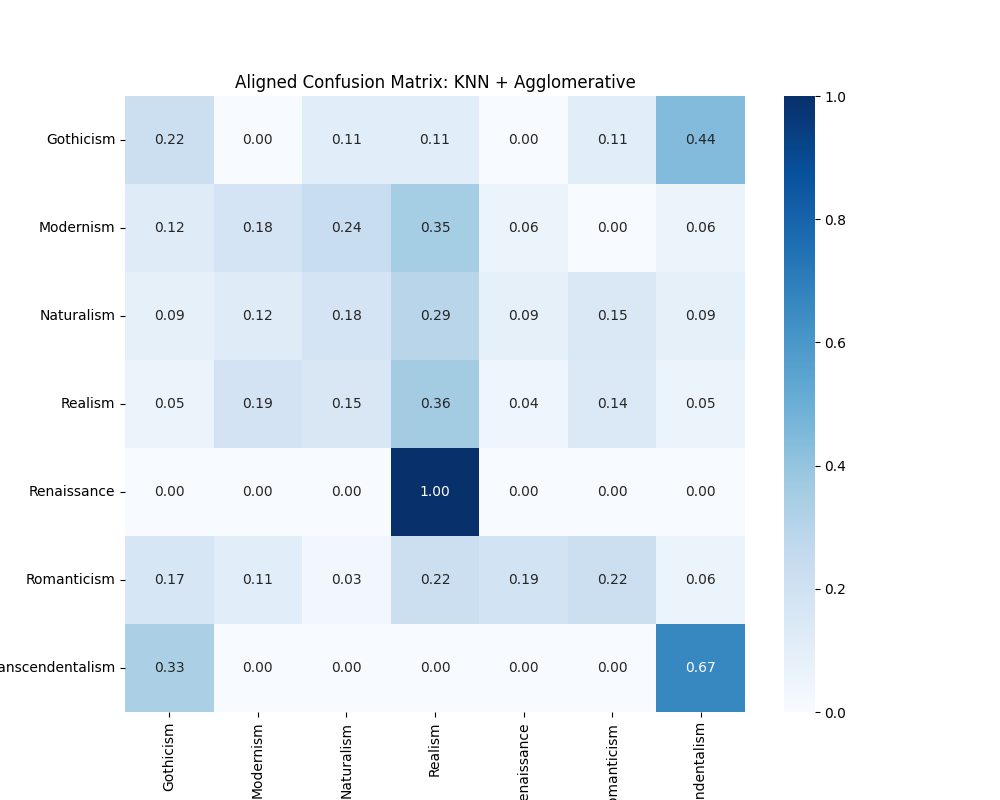 Aligned Confusion Matrix: KNN + Agglomerative
Gothicism 0.22 0.00 0.11 0.11 0.00 0.11 0.44
Modernism 0.12 0.18 0.24 0.35 0.06 0.00 0.06
Naturalism 0.09 0.12 0.18 0.29 0.09 0.15 0.09
Realism 0.05 0.19 0.15 0.36 0.04 0.14 0.05
Renaissance 0.00 0.00 0.00 1.00 0.00 0.00 0.00
Romanticism 0.17 0.11 0.03 0.22 0.19 0.22 0.06
anscendentalism 0.33 0.00 0.00 0.00 0.00 0.00 0.67
Gothicism
Modernism
Naturalism
Realism
enaissance
omanticism
ndentalism
1.0
0.8
0.6
0.4
0.2
0.0